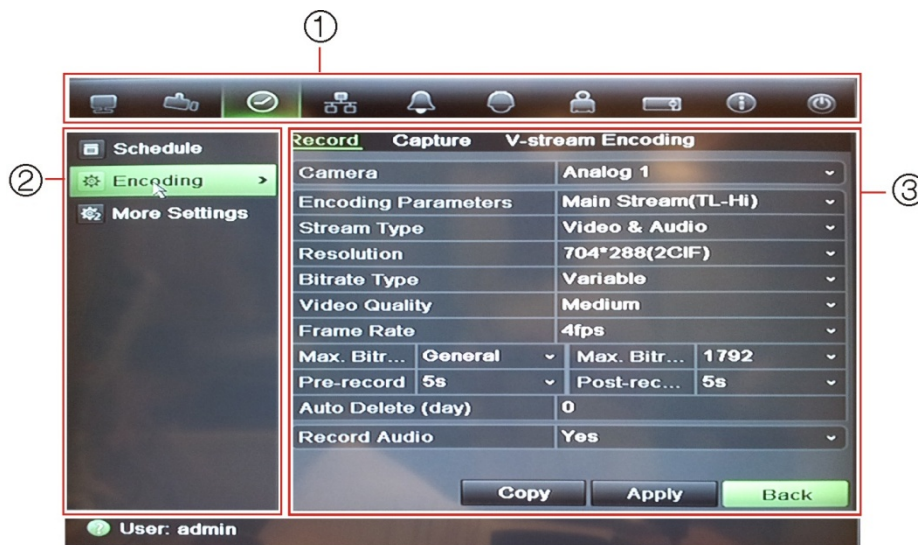 ①
② ③
Schedule
Encoding >
More Settings
Record Capture V-stream Encoding
Camera Analog 1
Encoding Parameters Main Stream(TL-Hi)
Stream Type Video & Audio
Resolution 704*288(2CIF)
Bitrate Type Variable
Video Quality Medium
Frame Rate 4fps
Max. Bitr... General Max. Bitr... 1792
Pre-record 5s Post-rec... 5s
Auto Delete (day) 0
Record Audio Yes
Copy Apply Back
User: admin